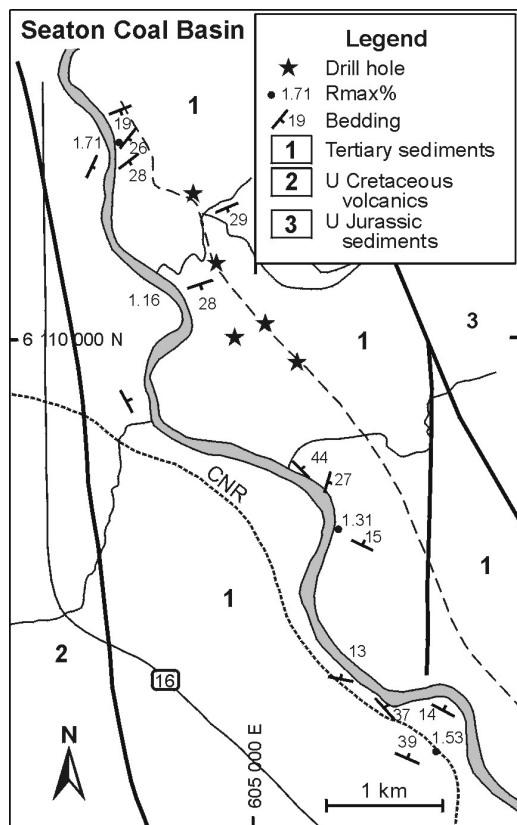 Seaton Coal Basin
Legend
Drill hole
1.71 Rmax%
19 Bedding
1 Tertiary sediments
2 U Cretaceous
volcanics
3 U Jurassic
sediments
1
19
1.71
26
28
29
1.16
28
6 110 000 N
1
3
44
CNR
27
1.31
15
1
1
2
13
16
37
14
N
39
1.53
605 000 E
1 km